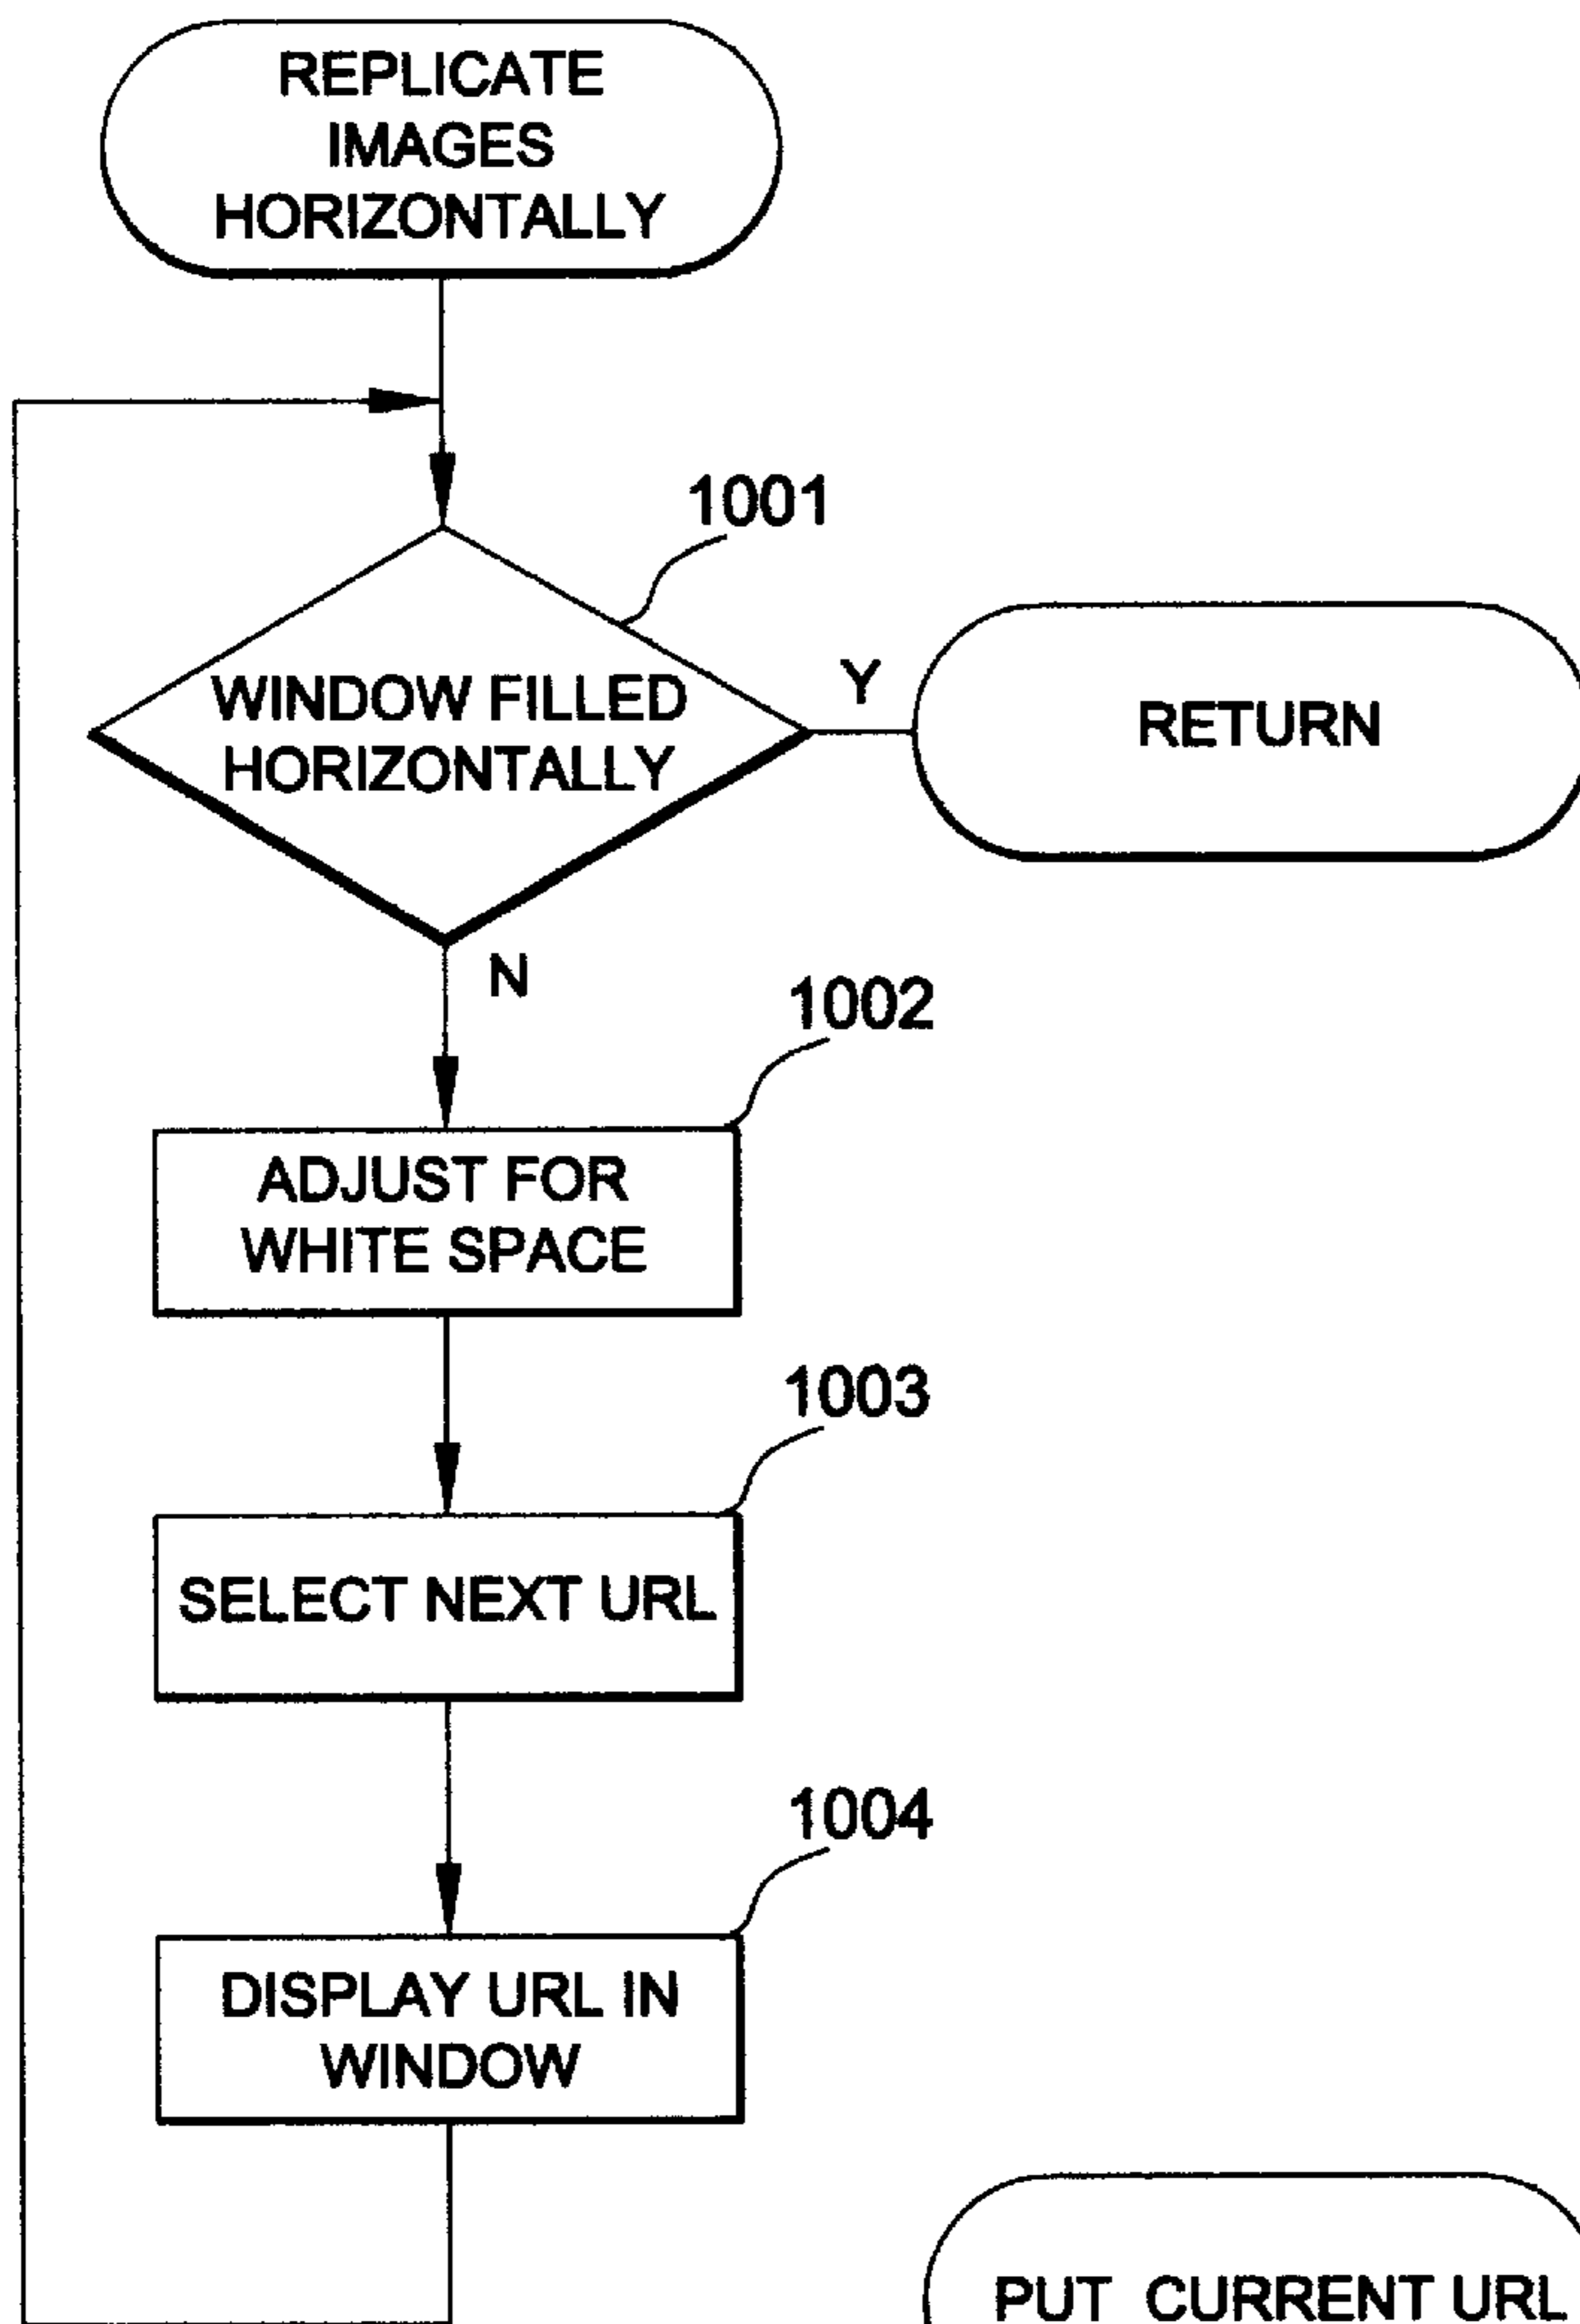 REPLICATE
IMAGES
HORIZONTALLY
1001
WINDOW FILLED
HORIZONTALLY
Y
RETURN
N
1002
ADJUST FOR
WHITE SPACE
1003
SELECT NEXT URL
1004
DISPLAY URL IN
WINDOW
PUT CURRENT URL